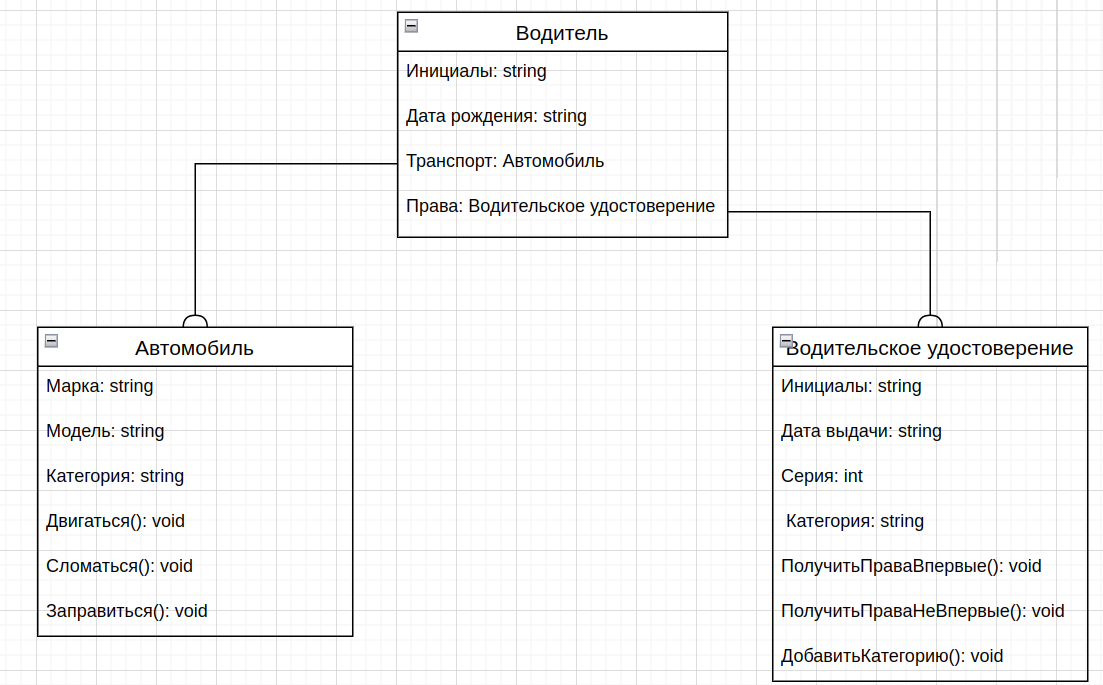 Водитель
Инициалы: string
Дата рождения: string
Транспорт: Автомобиль
Права: Водительское удостоверение
Автомобиль
Марка: string
Модель: string
Категория: string
Двигаться(): void
Сломаться(): void
Заправиться(): void
Водительское удостоверение
Инициалы: string
Дата выдачи: string
Серия: int
Категория: string
ПолучитьПраваВпервые(): void
ПолучитьПраваНеВпервые(): void
ДобавитьКатегорию(): void